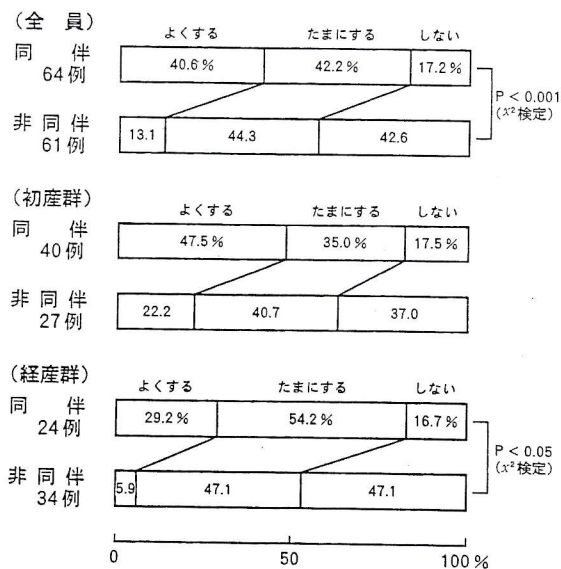 （全　員）
よくする　たまにする　しない
同　伴
64例
40.6％　42.2％　17.2％
非 同 伴
61例
13.1　44.3　42.6
P＜0.001
（x²検定）
（初産群）
よくする　たまにする　しない
同　伴
40例
47.5％　35.0％　17.5％
非 同 伴
27例
22.2　40.7　37.0
（経産群）
よくする　たまにする　しない
同　伴
24例
29.2％　54.2％　16.7％
非 同 伴
34例
5.9　47.1　47.1
P＜0.05
（x²検定）
0　50　100％